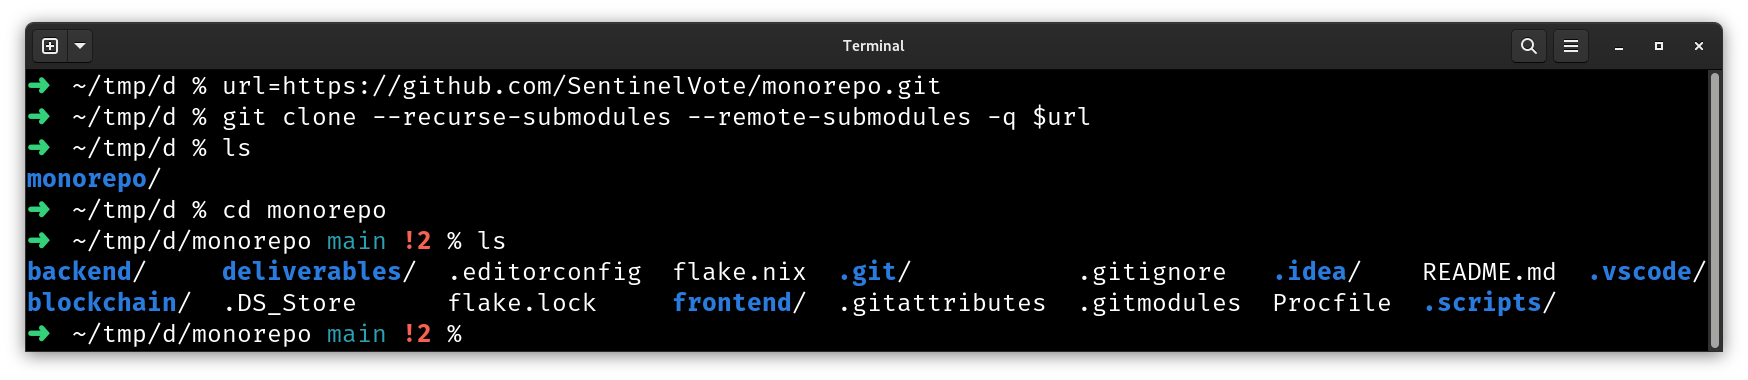 Terminal
➜ ~/tmp/d % url=https://github.com/SentinelVote/monorepo.git
➜ ~/tmp/d % git clone --recurse-submodules --remote-submodules -q $url
➜ ~/tmp/d % ls
monorepo/
➜ ~/tmp/d % cd monorepo
➜ ~/tmp/d/monorepo main !2 % ls
backend/ deliverables/ .editorconfig flake.nix .git/ .gitignore .idea/ README.md .vscode/
blockchain/ .DS_Store flake.lock frontend/ .gitattributes .gitmodules Procfile .scripts/
➜ ~/tmp/d/monorepo main !2 %